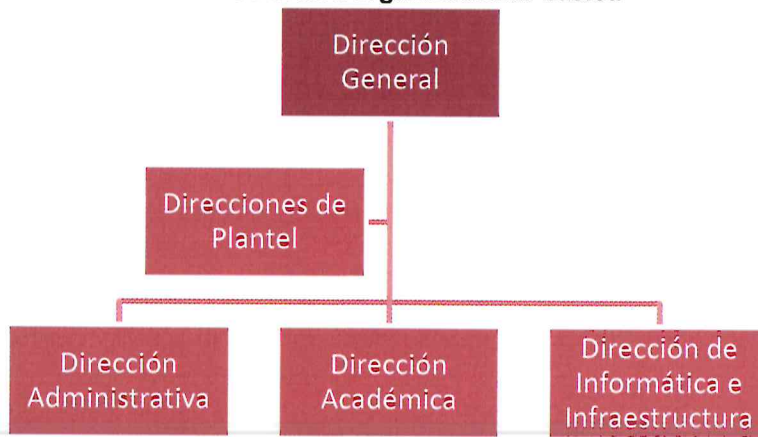 Dirección
General
Direcciones de
Plantel
Dirección
Administrativa
Dirección
Académica
Dirección de
Informática e
Infraestructura